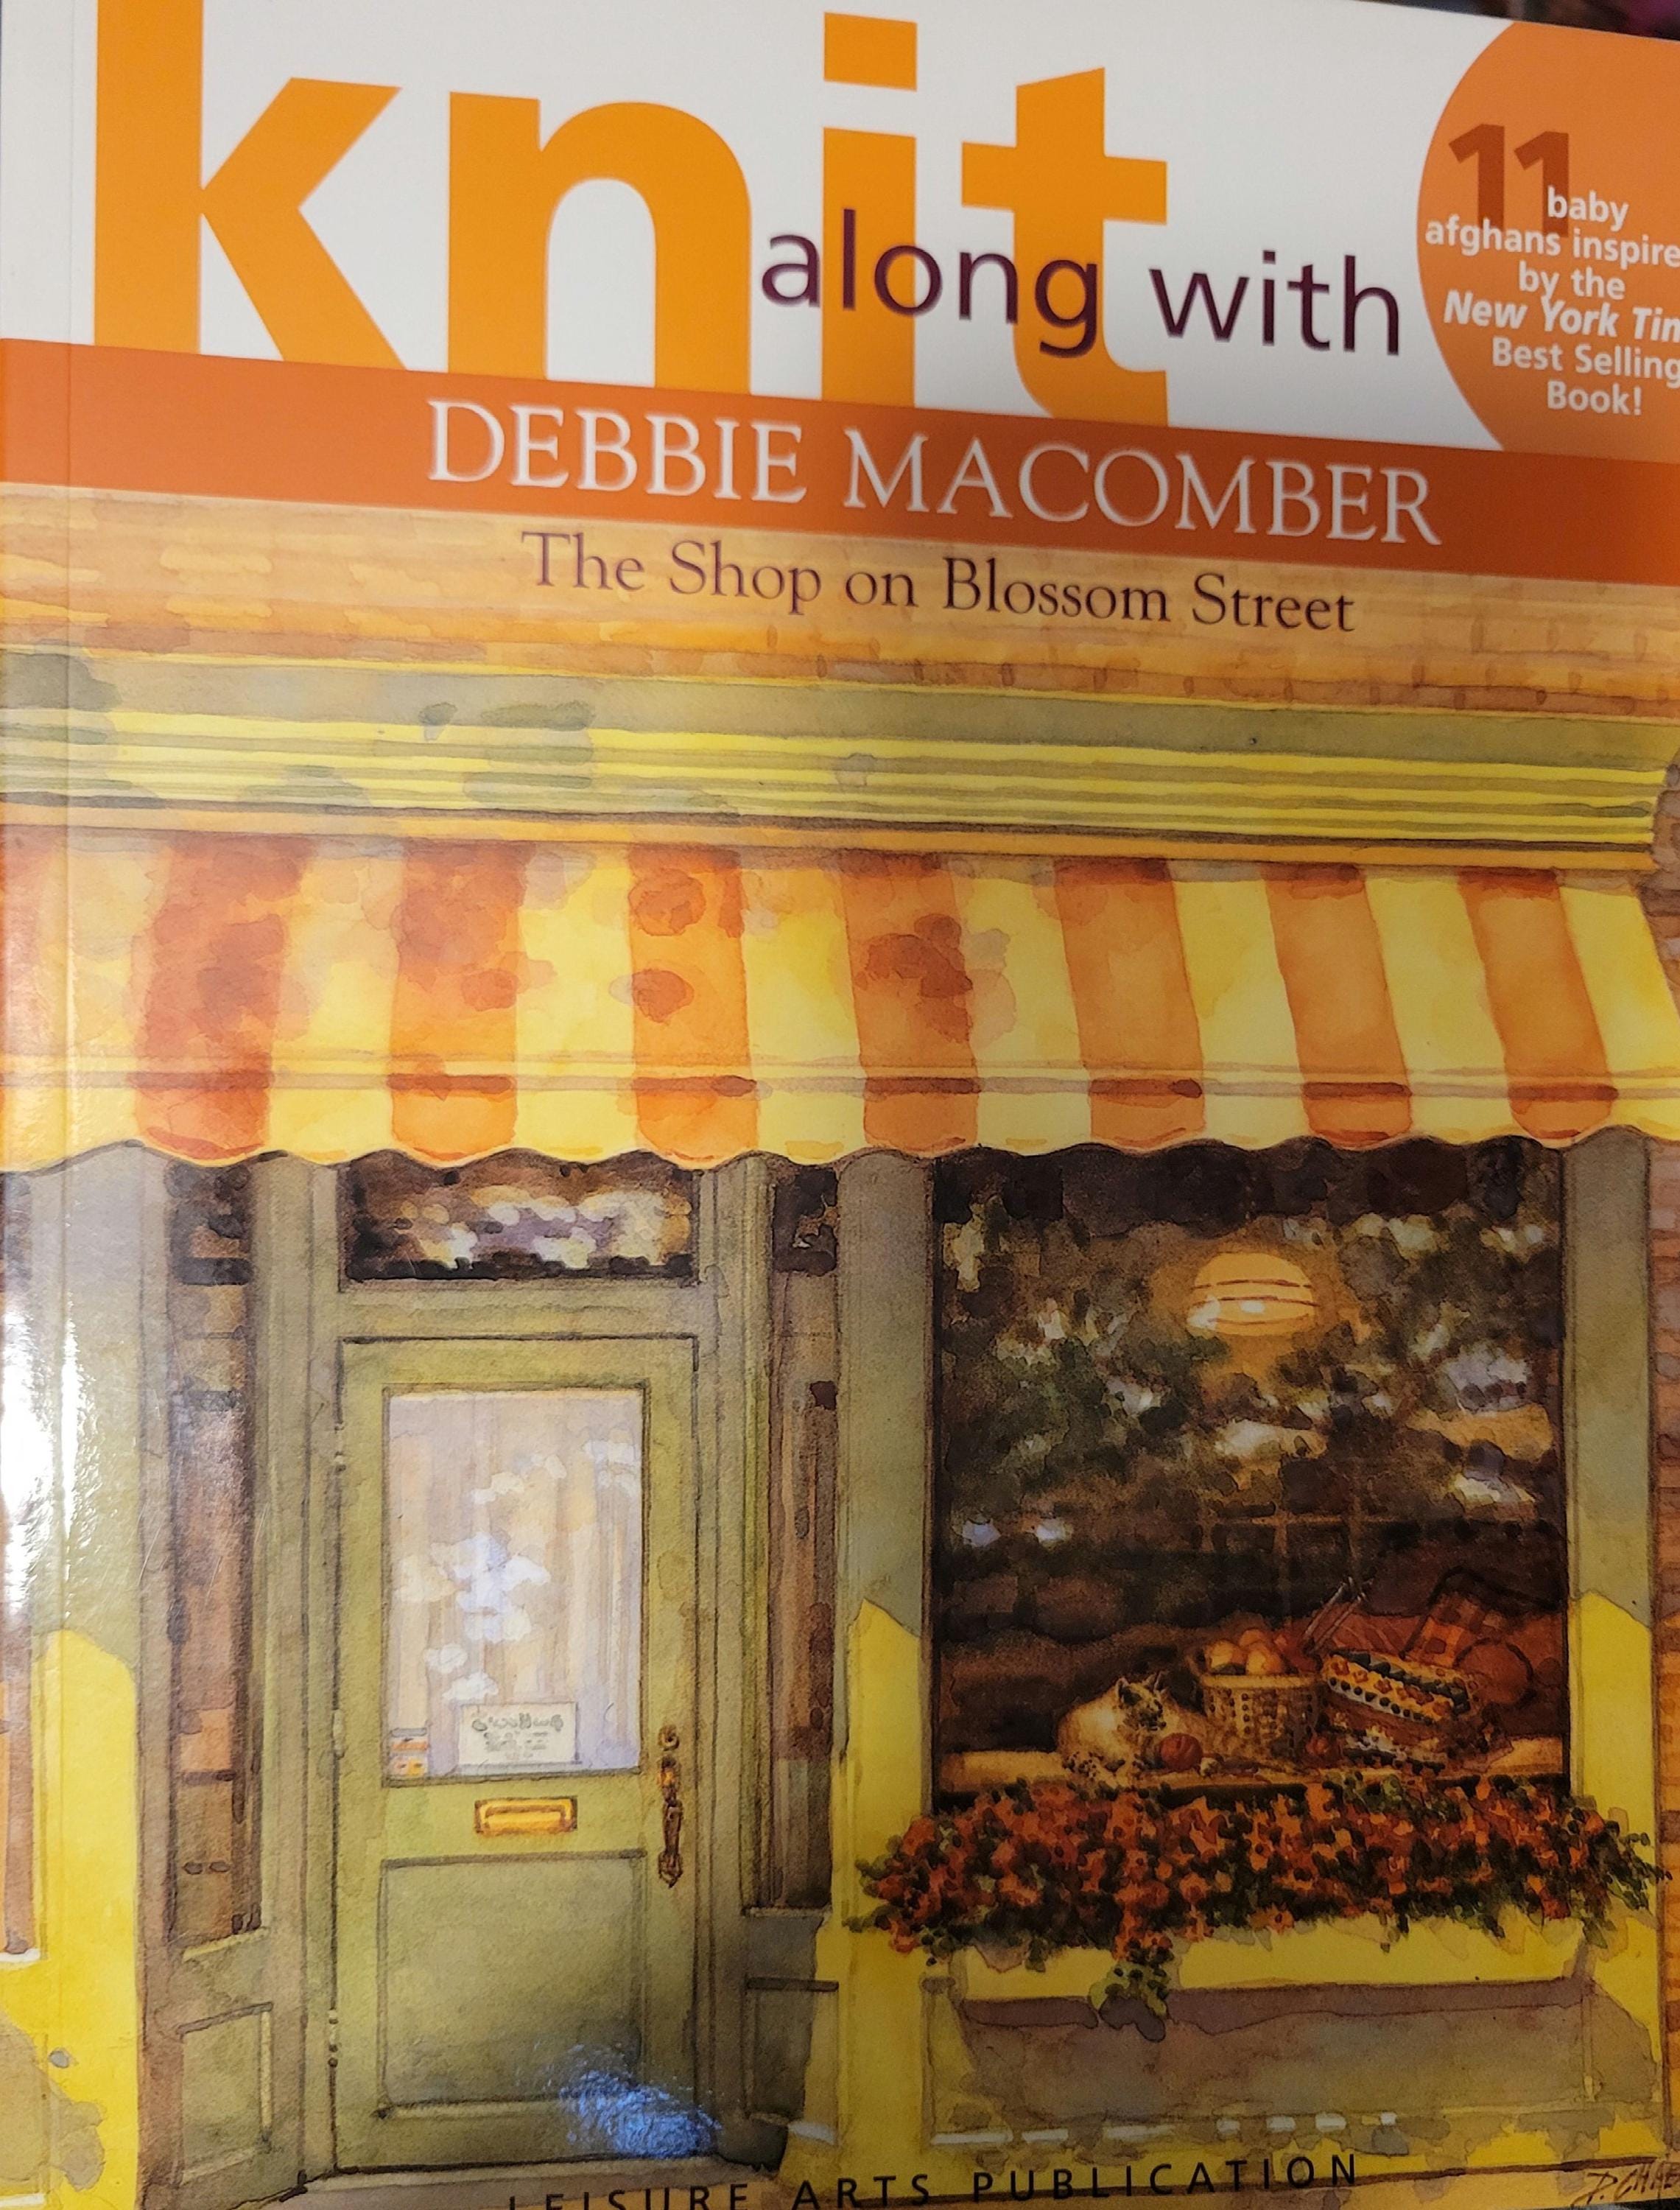 knit
along with
11
baby
afghans inspire
by the
New York Tim
Best Selling
Book!
DEBBIE MACOMBER
The Shop on Blossom Street
LEISURE ARTS PUBLICATION